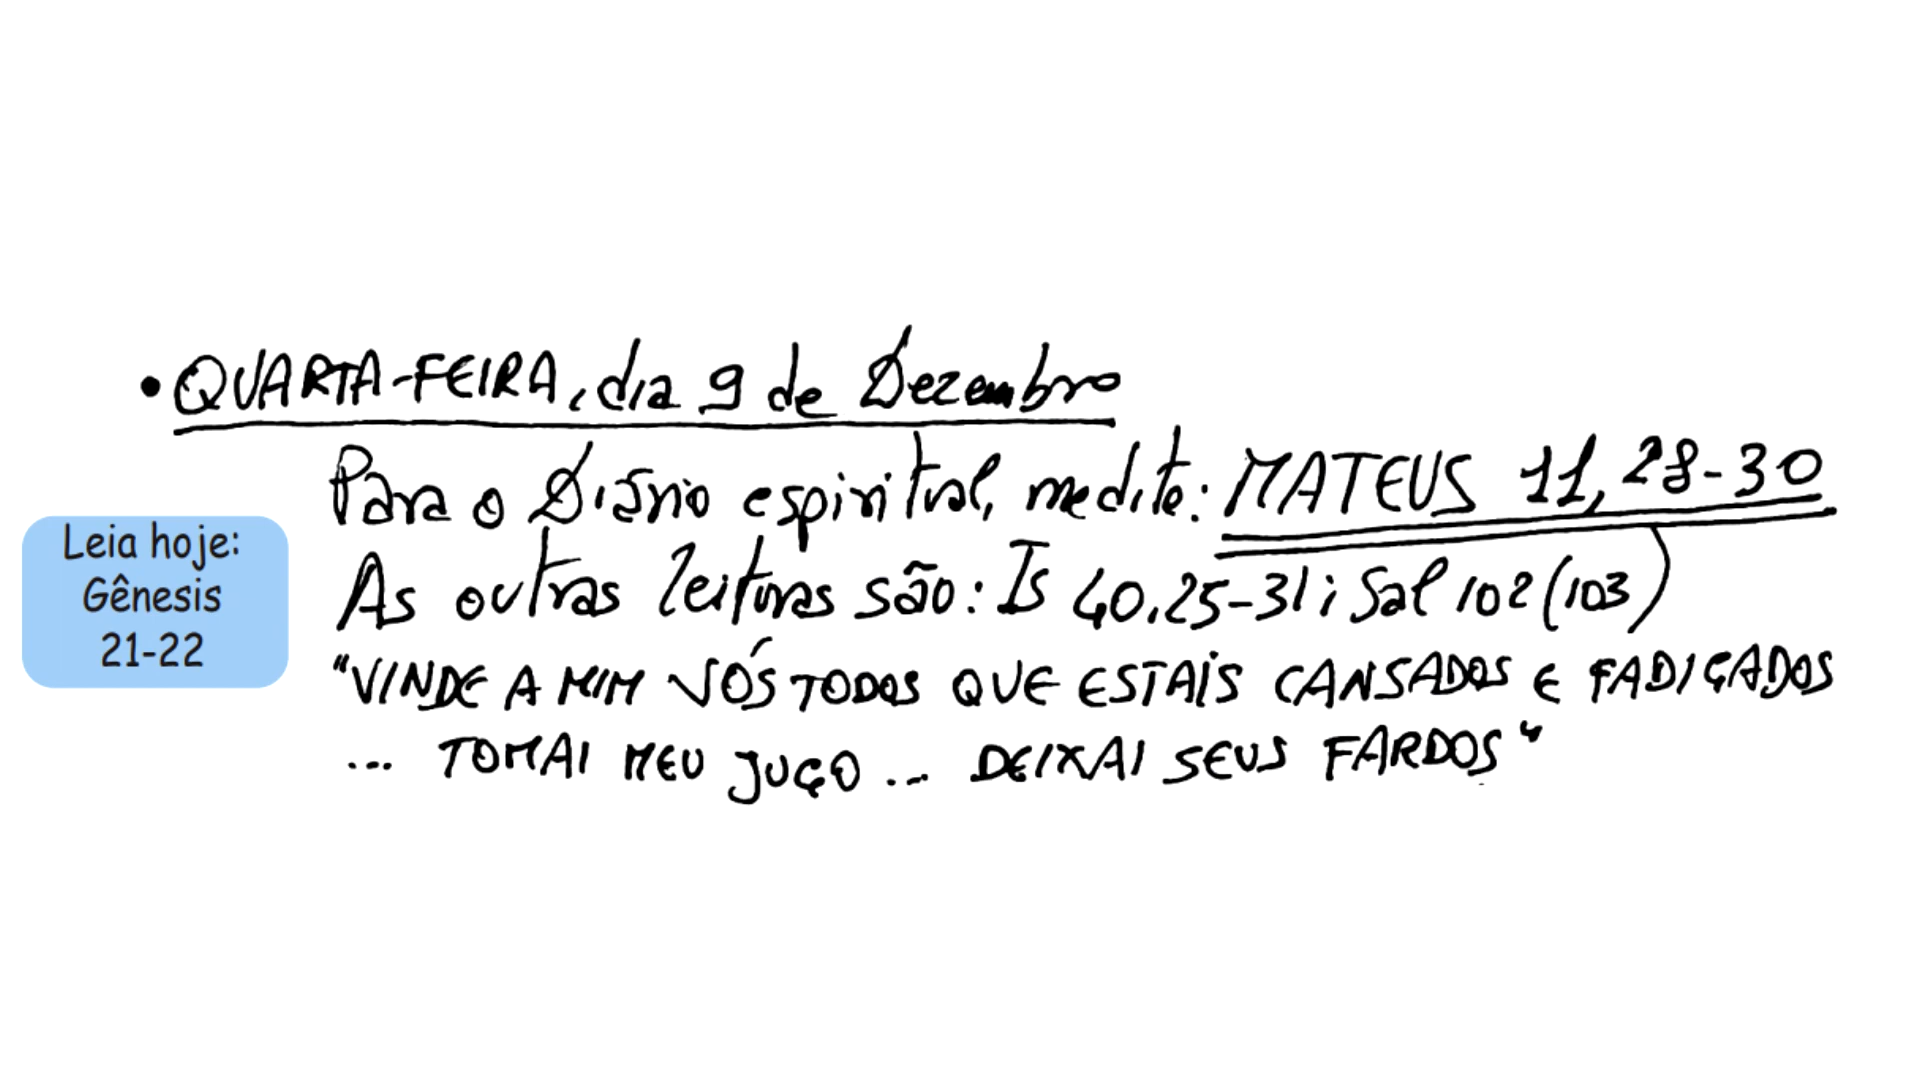 • QUARTA-FEIRA, dia 9 de Dezembro
Para o Diário espiritual, medite: MATEUS 11, 28-30
Leia hoje:
Gênesis
21-22
As outras leituras são: Is 40,25-31; Sal 102 (103)
"VINDE A MIM VÓS TODOS QUE ESTAIS CANSADOS E FADIGADOS
... TOMAI MEU JUGO ... DEIXAI SEUS FARDOS"